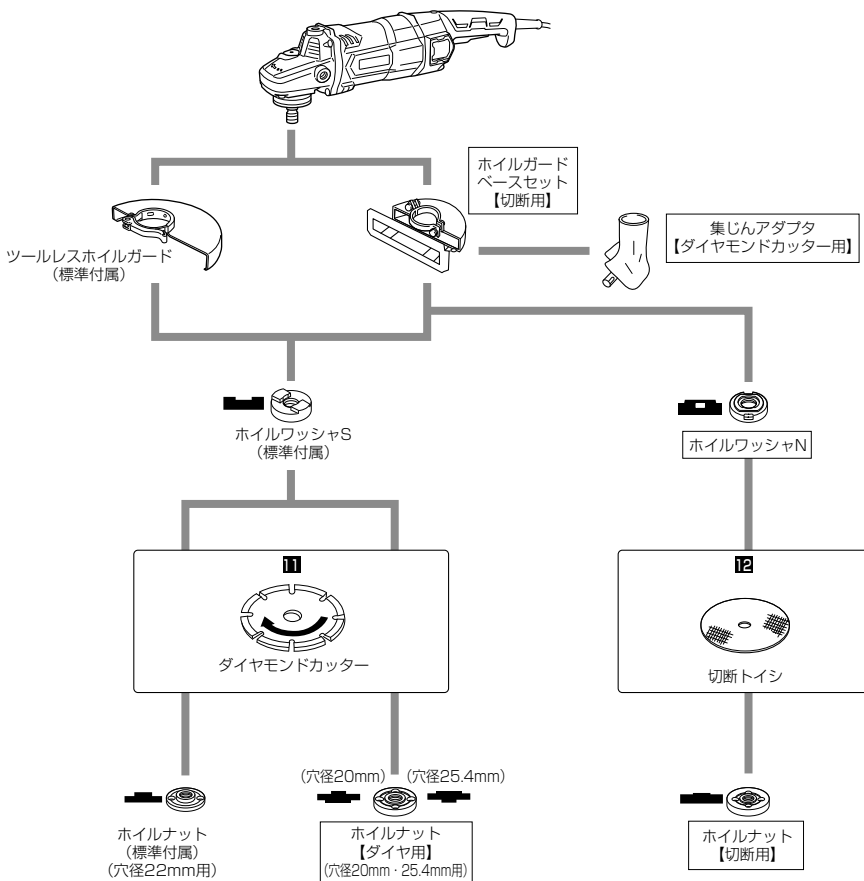 ホイルガード
ベースセット
【切断用】
集じんアダプタ
【ダイヤモンドカッター用】
ツールレスホイルガード
（標準付属）
ホイルワッシャS
（標準付属）
ホイルワッシャN
11
ダイヤモンドカッター
12
切断トイシ
（穴径20mm）
（穴径25.4mm）
ホイルナット
（標準付属）
（穴径22mm用）
ホイルナット
【ダイヤ用】
（穴径20mm・25.4mm用）
ホイルナット
【切断用】